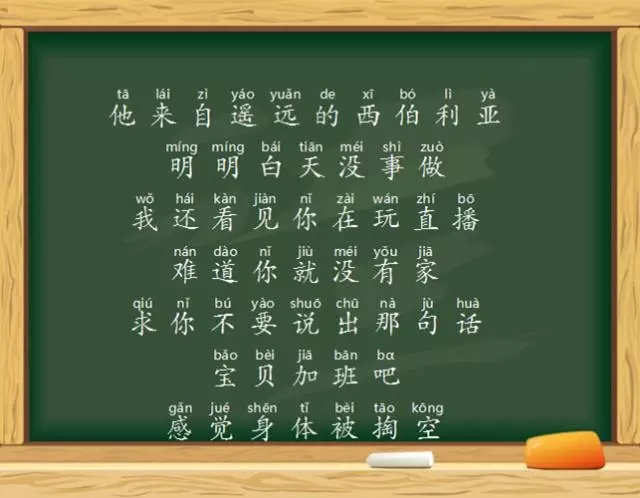 tā lái zì yáo yuǎn de xī bó lì yà
他来自遥远的西伯利亚
míng míng bái tiān méi shì zuò
明明白天没事做
wǒ hái kàn jiàn nǐ zài wán zhí bō
我还看见你在玩直播
nán dào nǐ jiù méi yǒu jiā
难道你就没有家
qiú nǐ bú yào shuō chū nà jù huà
求你不要说出那句话
bǎo bèi jiā bān bɑ
宝贝加班吧
gǎn jué shēn tǐ bèi tāo kōng
感觉身体被掏空